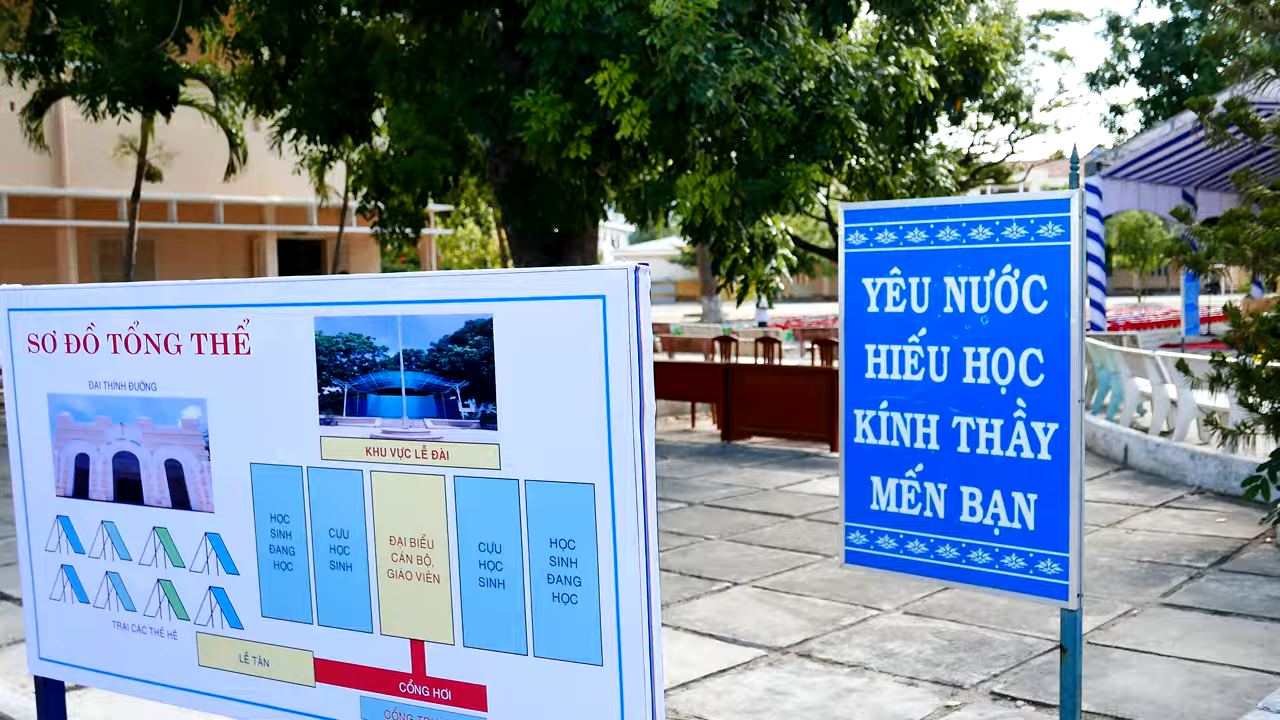 SƠ ĐỒ TỔNG THỂ
ĐẠI THÍNH ĐƯỜNG
KHU VỰC LỄ ĐÀI
HỌC
SINH
ĐANG
HỌC
CỰU
HỌC
SINH
ĐẠI BIỂU
CÁN BỘ,
GIÁO VIÊN
CỰU
HỌC
SINH
HỌC
SINH
ĐANG
HỌC
TRẠI CÁC THẾ HỆ
LỄ TÂN
CỔNG HƠI
CỔNG
YÊU NƯỚC
HIẾU HỌC
KÍNH THẦY
MẾN BẠN